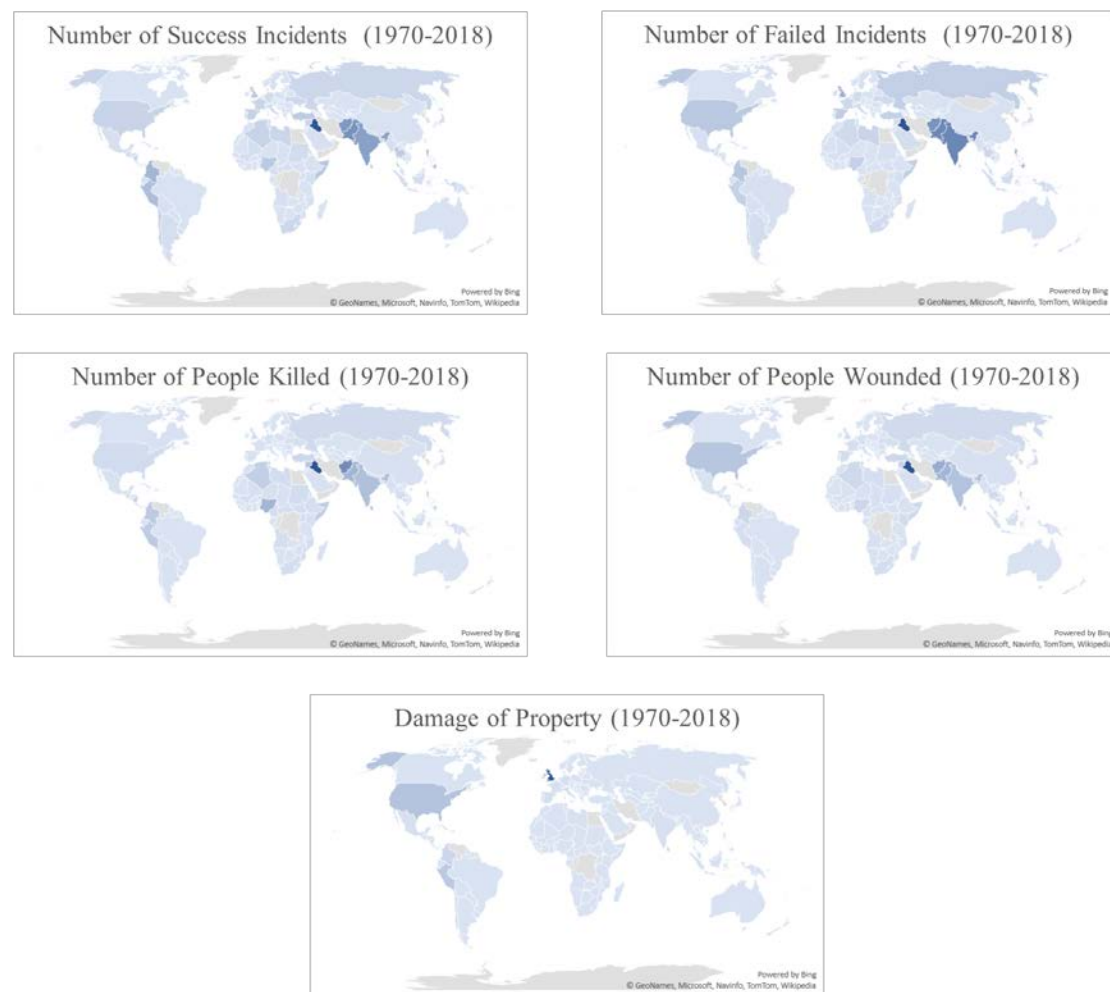 Number of Success Incidents (1970-2018)
Powered by Bing
© GeoNames, Microsoft, Navinfo, TomTom, Wikipedia
Number of Failed Incidents (1970-2018)
Powered by Bing
© GeoNames, Microsoft, Navinfo, TomTom, Wikipedia
Number of People Killed (1970-2018)
Powered by Bing
© GeoNames, Microsoft, Navinfo, TomTom, Wikipedia
Number of People Wounded (1970-2018)
Powered by Bing
© GeoNames, Microsoft, Navinfo, TomTom, Wikipedia
Damage of Property (1970-2018)
Powered by Bing
© GeoNames, Microsoft, Navinfo, TomTom, Wikipedia